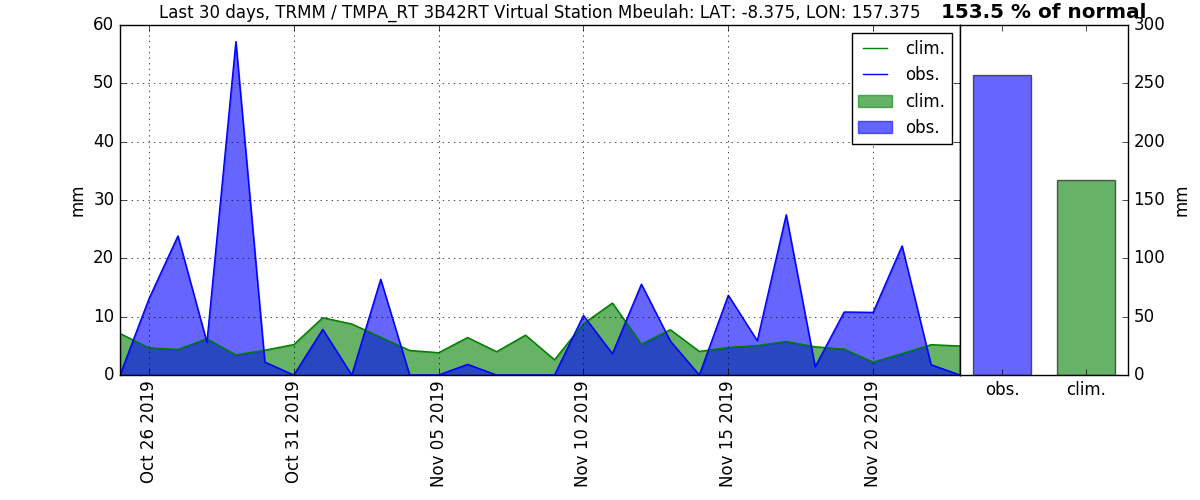 Last 30 days, TRMM / TMPA_RT 3B42RT Virtual Station Mbeulah: LAT: -8.375, LON: 157.375
153.5 % of normal
60
50
40
30
20
10
0
mm
clim.
obs.
clim.
obs.
300
250
200
150
100
50
0
mm
Oct 26 2019
Oct 31 2019
Nov 05 2019
Nov 10 2019
Nov 15 2019
Nov 20 2019
obs.
clim.